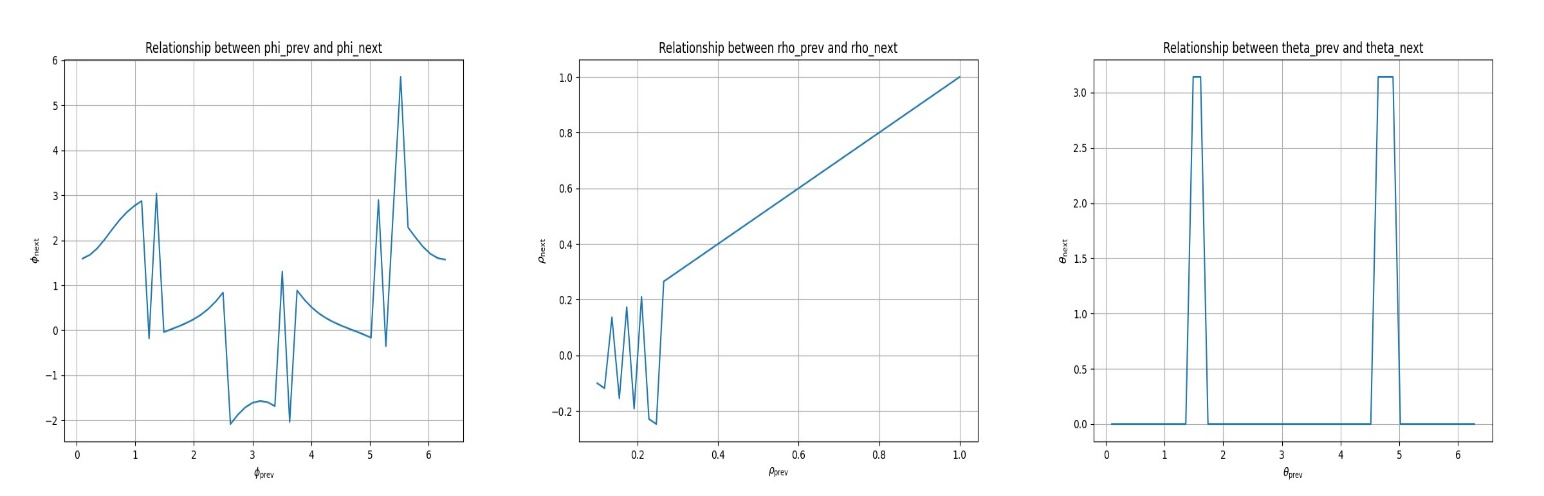 Relationship between phi_prev and phi_next
6
5
4
3
2
1
0
−1
−2
ϕnext
0 1 2 3 4 5 6
ϕprev
Relationship between rho_prev and rho_next
1.0
0.8
0.6
0.4
0.2
0.0
−0.2
ρnext
0.2 0.4 0.6 0.8 1.0
ρprev
Relationship between theta_prev and theta_next
3.0
2.5
2.0
1.5
1.0
0.5
0.0
θnext
0 1 2 3 4 5 6
θprev